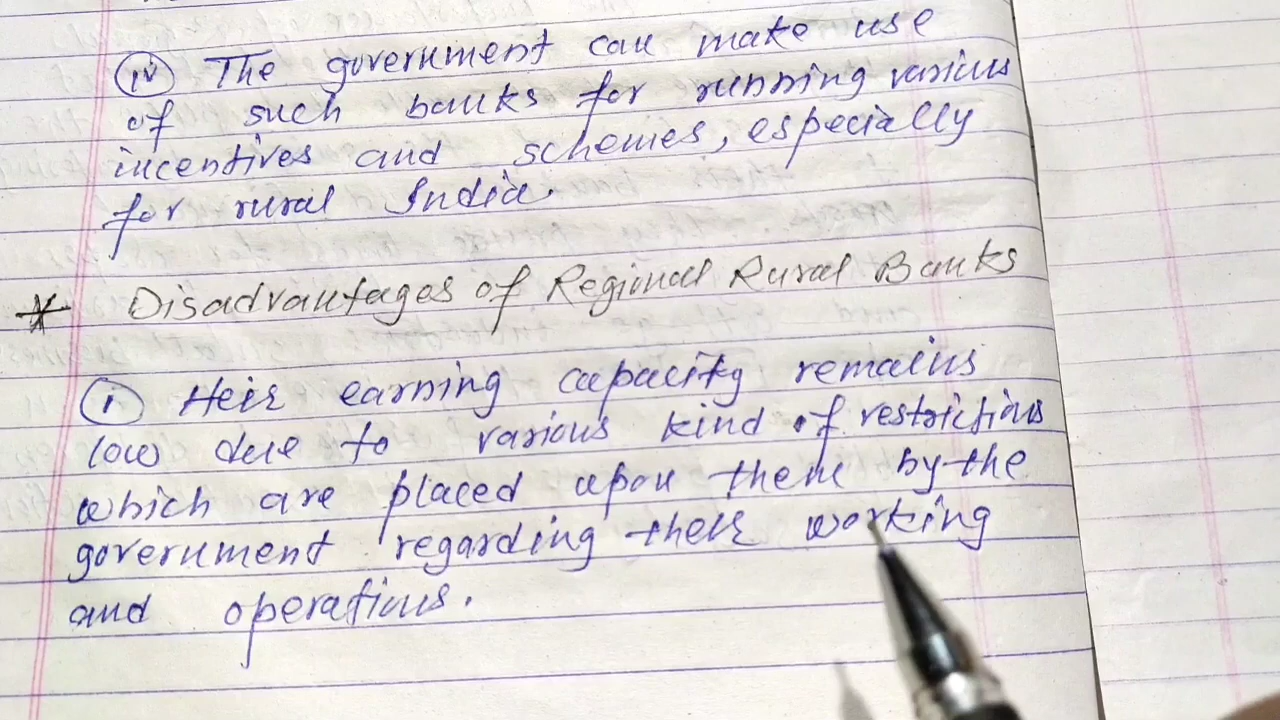 (iv) The government can make use
of such banks for running various
incentives and schemes, especially
for rural India.
* Disadvantages of Regional Rural Banks
(i) Heir earning capacity remains
low due to various kind of restrictions
which are placed upon them by the
government regarding their working
and operations.